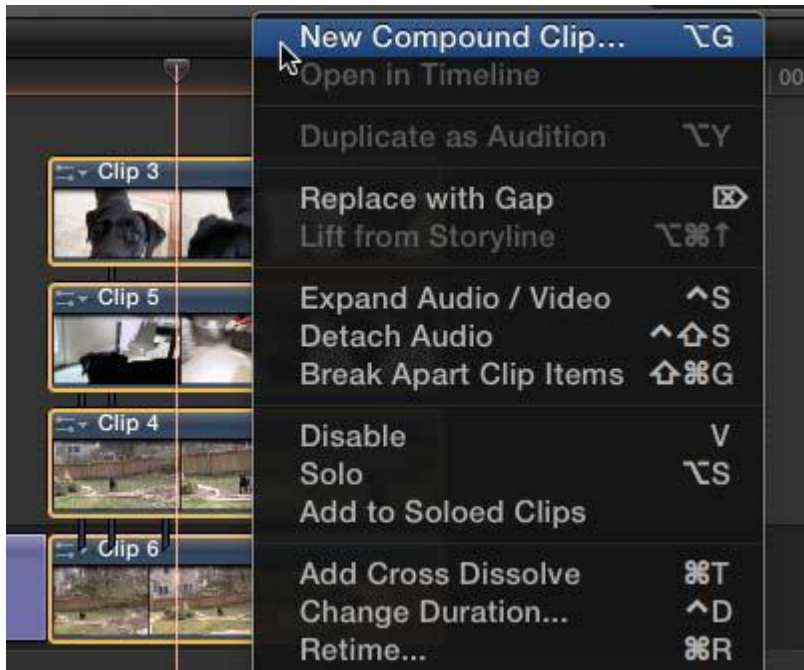 New Compound Clip... ⌥G
Open in Timeline
00
Duplicate as Audition ⌥Y
Clip 3
Replace with Gap ⌦
Lift from Storyline ⌥⌘↑
Clip 5
Expand Audio / Video ^S
Detach Audio ^⇧S
Break Apart Clip Items ⇧⌘G
Clip 4
Disable V
Solo ⌥S
Add to Soloed Clips
Clip 6
Add Cross Dissolve ⌘T
Change Duration... ^D
Retime... ⌘R